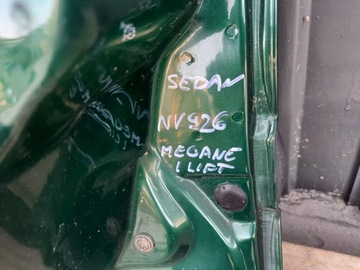 SEDAN
NV926
MEGANE
I LIFT